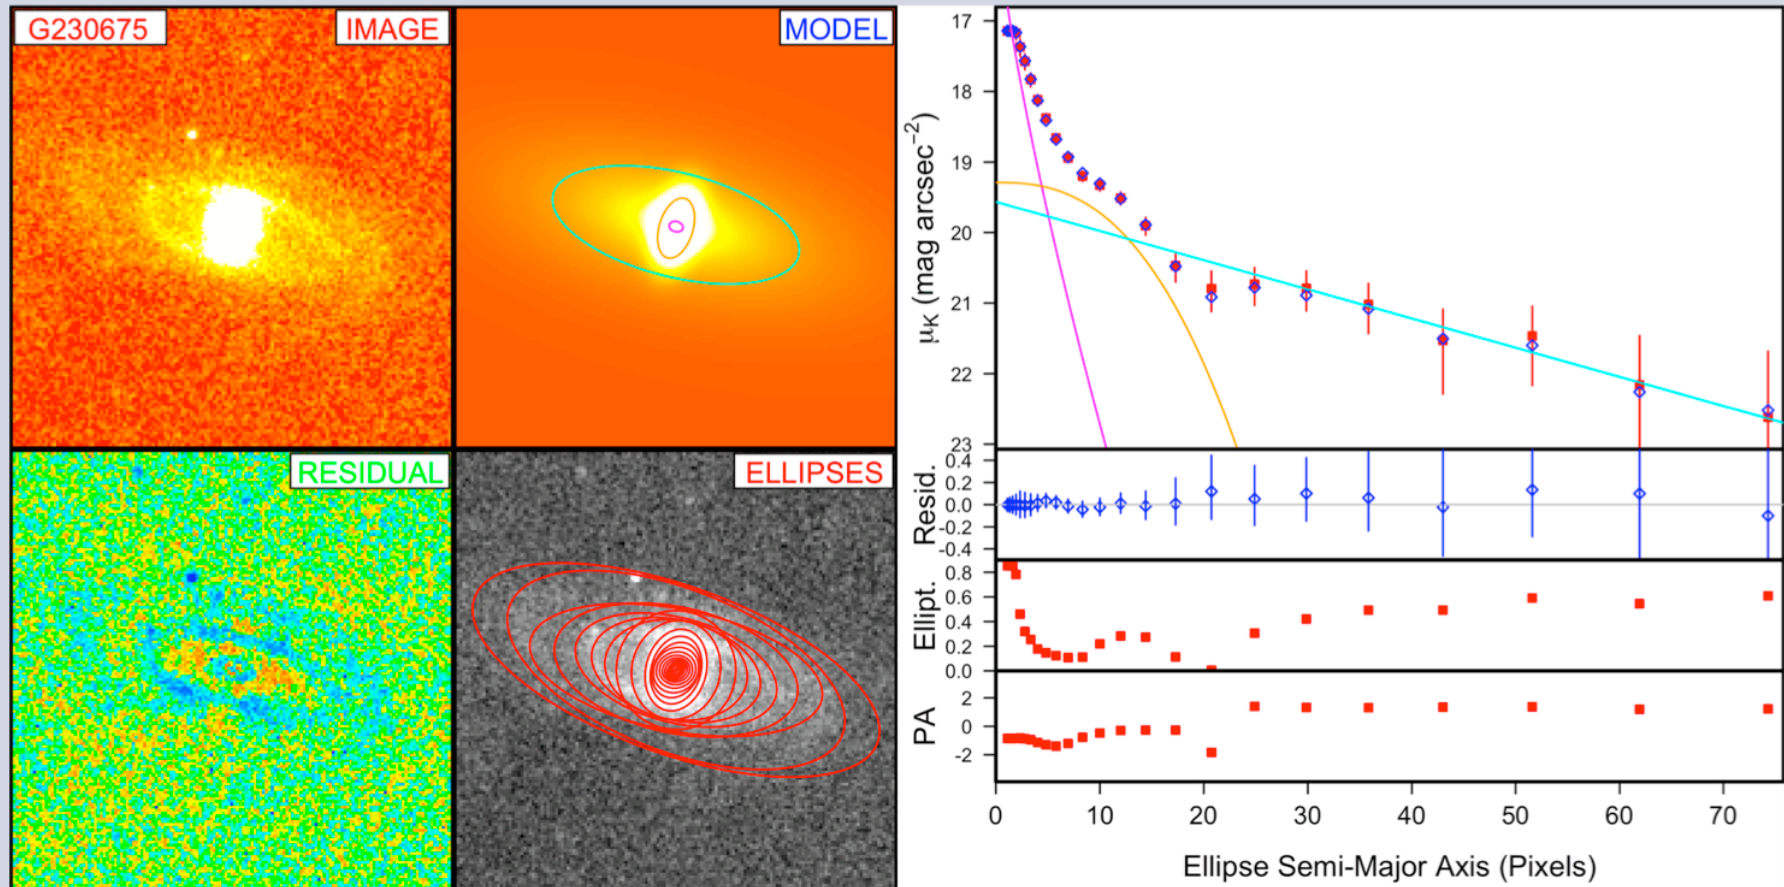 G230675
IMAGE
MODEL
RESIDUAL
ELLIPSES
17
18
19
20
21
22
23
μK (mag arcsec−2)
0.4
0.2
0.0
-0.2
-0.4
Resid.
0.8
0.6
0.4
0.2
0.0
Ellipt.
2
0
-2
PA
0 10 20 30 40 50 60 70
Ellipse Semi-Major Axis (Pixels)